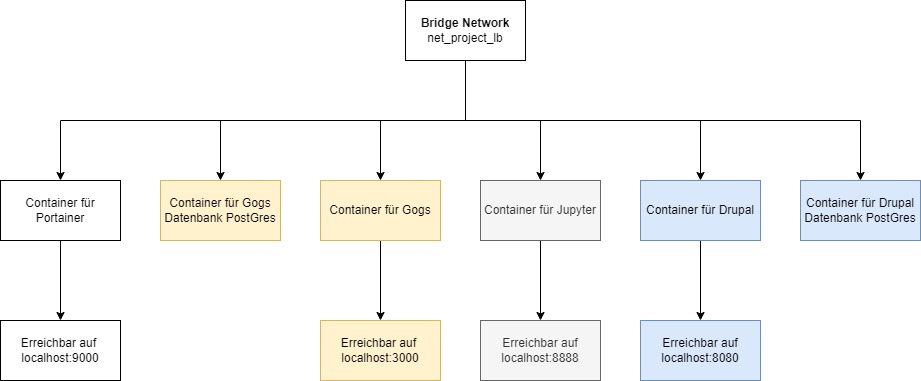 Bridge Network
net_project_lb
Container für
Portainer
Container für Gogs
Datenbank PostGres
Container für Gogs
Container für Jupyter
Container für Drupal
Container für Drupal
Datenbank PostGres
Erreichbar auf
localhost:9000
Erreichbar auf
localhost:3000
Erreichbar auf
localhost:8888
Erreichbar auf
localhost:8080